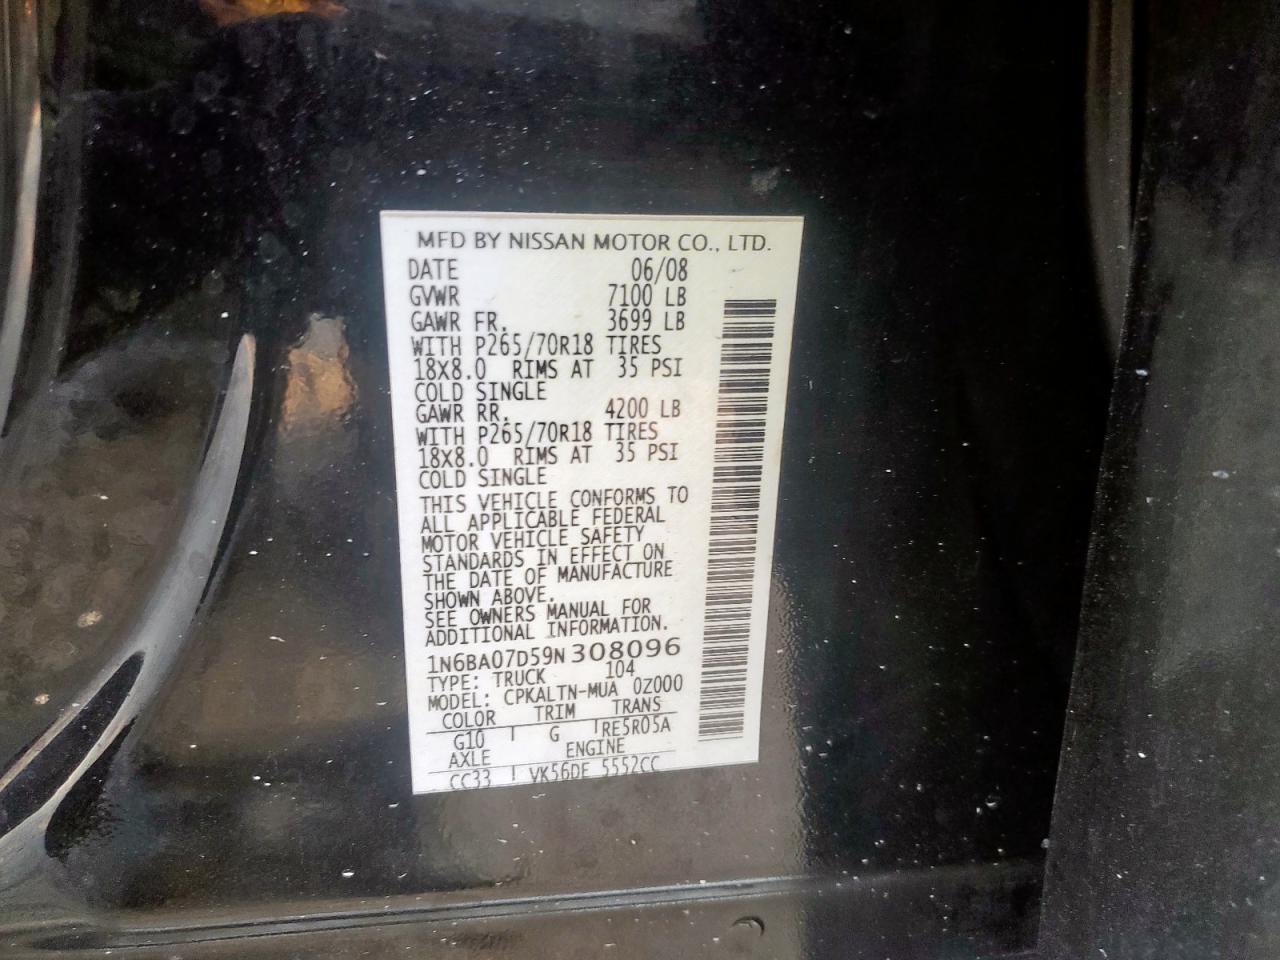 MFD BY NISSAN MOTOR CO., LTD.
DATE 06/08
GVWR 7100 LB
GAWR FR. 3699 LB
WITH P265/70R18 TIRES
18X8.0 RIMS AT 35 PSI
COLD SINGLE
GAWR RR. 4200 LB
WITH P265/70R18 TIRES
18X8.0 RIMS AT 35 PSI
COLD SINGLE
THIS VEHICLE CONFORMS TO
ALL APPLICABLE FEDERAL
MOTOR VEHICLE SAFETY
STANDARDS IN EFFECT ON
THE DATE OF MANUFACTURE
SHOWN ABOVE.
SEE OWNERS MANUAL FOR
ADDITIONAL INFORMATION.
1N6BA07D59N308096
TYPE: TRUCK 104
MODEL: CPKALTN-MUA 0Z000
COLOR TRIM TRANS
G10 G RE5R05A
AXLE ENGINE
CC33 VK56DE 5552CC